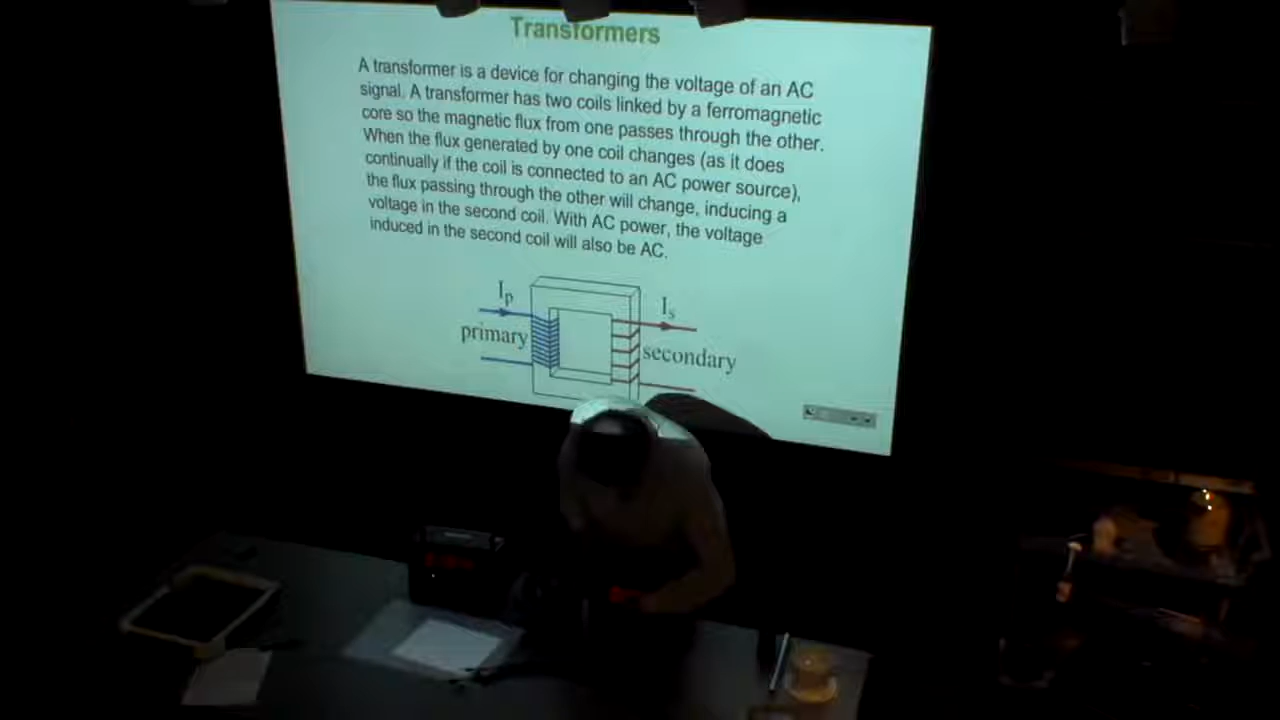 Transformers
A transformer is a device for changing the voltage of an AC
signal. A transformer has two coils linked by a ferromagnetic
core so the magnetic flux from one passes through the other.
When the flux generated by one coil changes (as it does
continually if the coil is connected to an AC power source),
the flux passing through the other will change, inducing a
voltage in the second coil. With AC power, the voltage
induced in the second coil will also be AC.
Ip
Is
primary
secondary